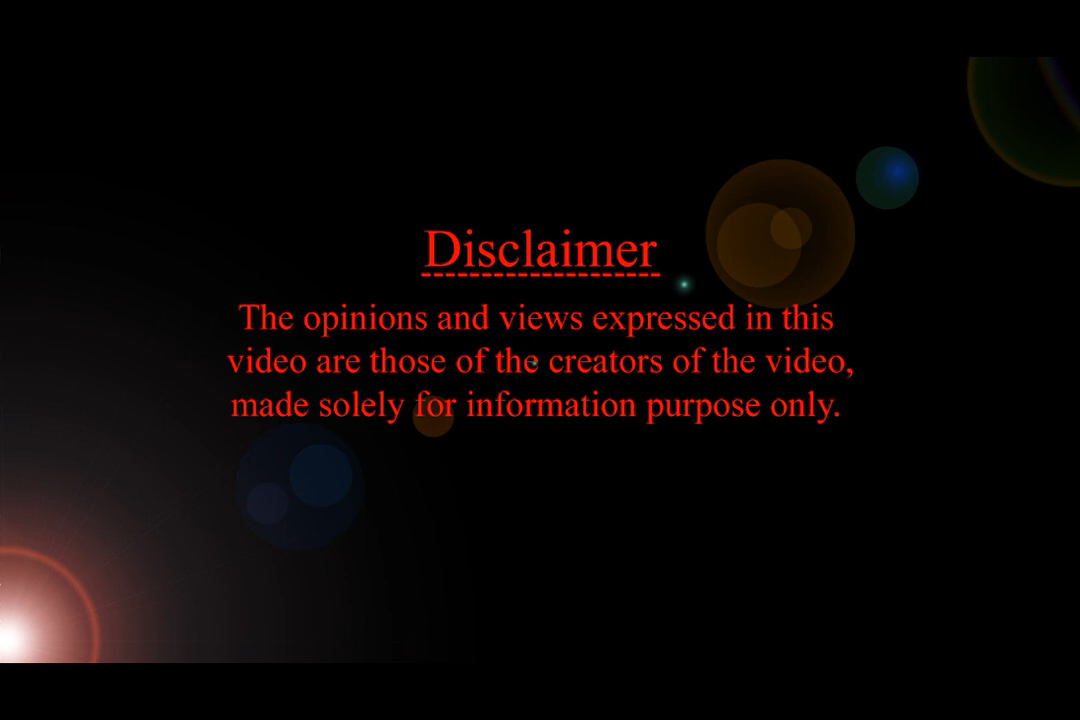 Disclaimer
The opinions and views expressed in this
video are those of the creators of the video,
made solely for information purpose only.